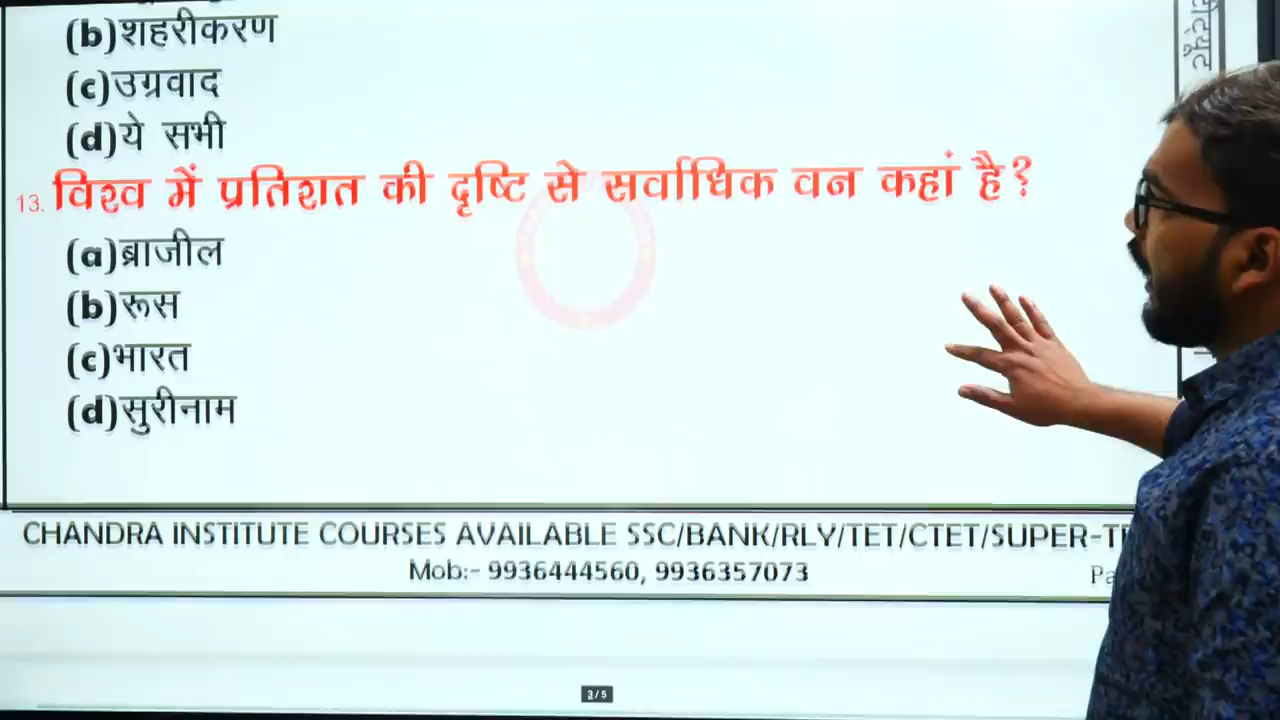 (b)शहरीकरण
(c)उग्रवाद
(d)ये सभी
13. विश्व में प्रतिशत की दृष्टि से सर्वाधिक वन कहां है?
(a)ब्राजील
(b)रूस
(c)भारत
(d)सुरीनाम
CHANDRA INSTITUTE COURSES AVAILABLE SSC/BANK/RLY/TET/CTET/SUPER-T
Mob:- 9936444560, 9936357073
3/5